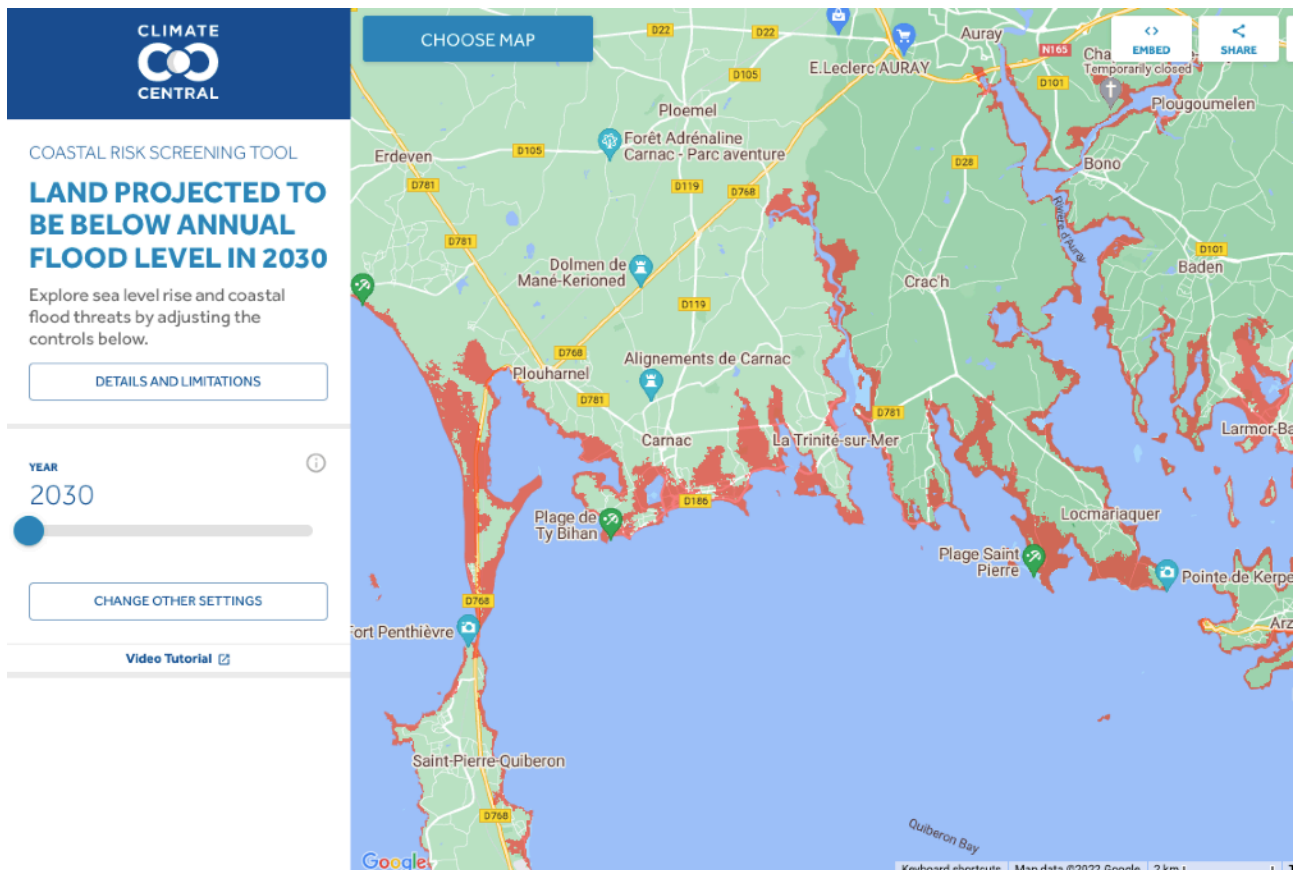 CLIMATE
CENTRAL
COASTAL RISK SCREENING TOOL
LAND PROJECTED TO
BE BELOW ANNUAL
FLOOD LEVEL IN 2030
Explore sea level rise and coastal
flood threats by adjusting the
controls below.
DETAILS AND LIMITATIONS
YEAR
2030
CHANGE OTHER SETTINGS
Video Tutorial
CHOOSE MAP
D22
D22
Auray
N165
EMBED
SHARE
E.Leclerc AURAY
Temporarily closed
D105
D101
Ploemel
Plougoumelen
Forêt Adrénaline
Carnac - Parc aventure
Erdeven
D105
D28
Bono
D781
D119
D768
Rivière d'Auray
D781
D101
Baden
Dolmen de
Mané-Kerioned
Crac'h
D119
D768
Plouharnel
Alignements de Carnac
D781
D781
Carnac
La Trinité-sur-Mer
D186
Plage de
Ty Bihan
Locmariaquer
Plage Saint
Pierre
Pointe de Kerpe
D768
Fort Penthièvre
Saint-Pierre-Quiberon
D768
Quiberon Bay
Google
Keyboard shortcuts
Map data ©2022 Google
2 km